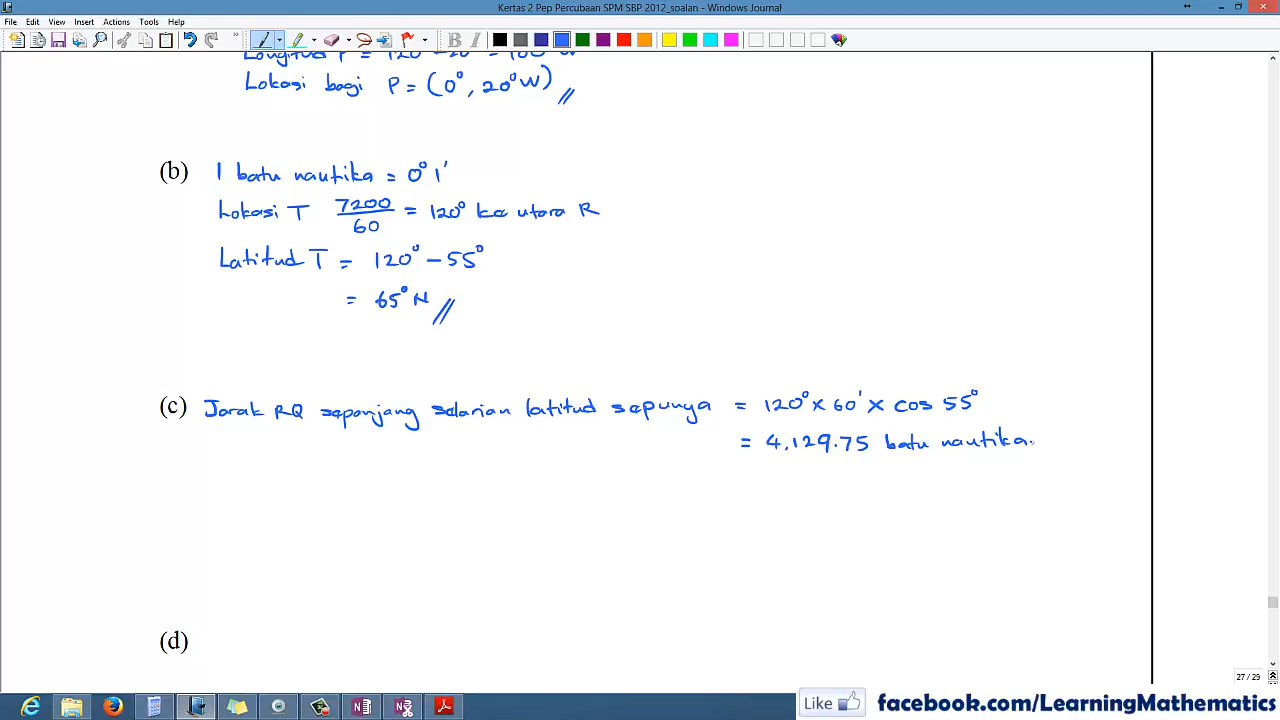 Kertas 2 Pep Percubaan SPM SBP 2012_soalan - Windows Journal
File Edit View Insert Actions Tools Help
Lokasi bagi P = (0°, 20°W) //
(b) 1 batu nautika = 0° 1'
Lokasi T 7200/60 = 120° ke utara R
Latitud T = 120° - 55°
= 65° N //
(c) Jarak RQ sepanjang selarian latitud sepunya = 120° x 60' x cos 55°
= 4,129.75 batu nautika.
(d)
27 / 29
Like facebook.com/LearningMathematics